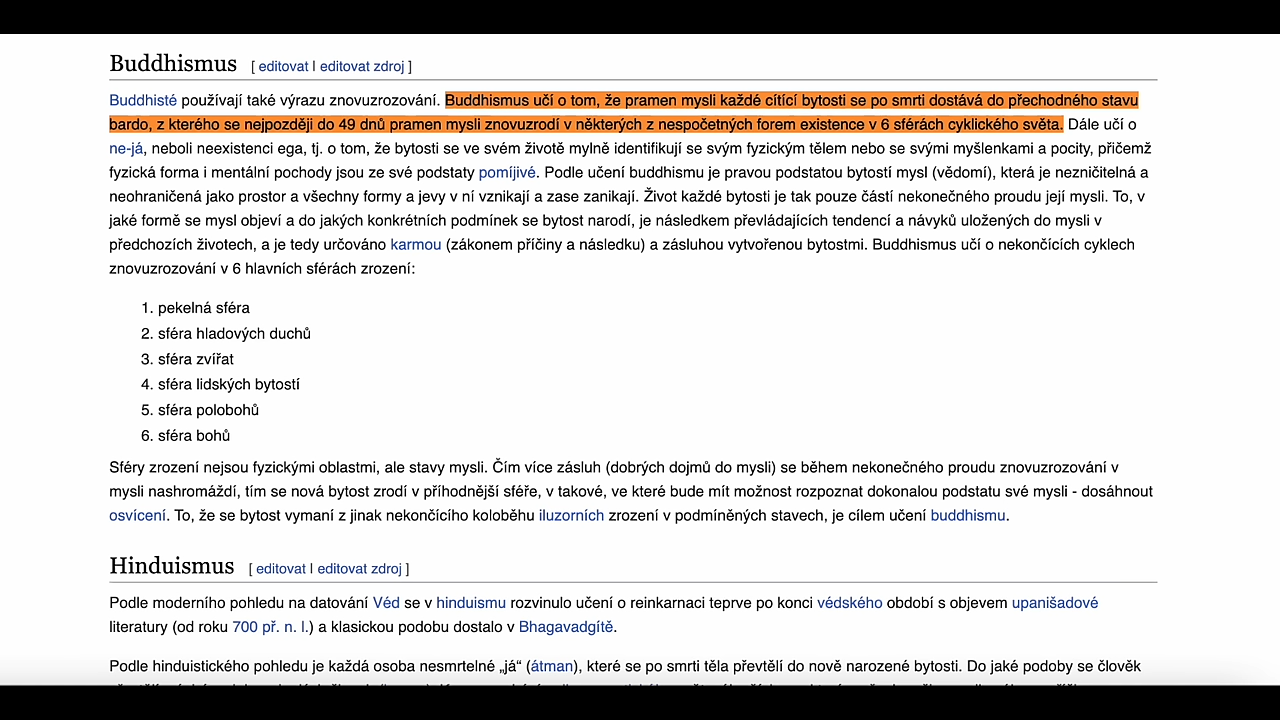 Buddhismus [ editovat | editovat zdroj ]
Buddhisté používají také výrazu znovuzrozování. Buddhismus učí o tom, že pramen mysli každé cítící bytosti se po smrti dostává do přechodného stavu
bardo, z kterého se nejpozději do 49 dnů pramen mysli znovuzrodí v některých z nespočetných forem existence v 6 sférách cyklického světa. Dále učí o
ne-já, neboli neexistenci ega, tj. o tom, že bytosti se ve svém životě mylně identifikují se svým fyzickým tělem nebo se svými myšlenkami a pocity, přičemž
fyzická forma i mentální pochody jsou ze své podstaty pomíjivé. Podle učení buddhismu je pravou podstatou bytostí mysl (vědomí), která je nezničitelná a
neohraničená jako prostor a všechny formy a jevy v ní vznikají a zase zanikají. Život každé bytosti je tak pouze částí nekonečného proudu její mysli. To, v
jaké formě se mysl objeví a do jakých konkrétních podmínek se bytost narodí, je následkem převládajících tendencí a návyků uložených do mysli v
předchozích životech, a je tedy určováno karmou (zákonem příčiny a následku) a zásluhou vytvořenou bytostmi. Buddhismus učí o nekončících cyklech
znovuzrozování v 6 hlavních sférách zrození:
1. pekelná sféra
2. sféra hladových duchů
3. sféra zvířat
4. sféra lidských bytostí
5. sféra polobohů
6. sféra bohů
Sféry zrození nejsou fyzickými oblastmi, ale stavy mysli. Čím více zásluh (dobrých dojmů do mysli) se během nekonečného proudu znovuzrozování v
mysli nashromáždí, tím se nová bytost zrodí v příhodnější sféře, v takové, ve které bude mít možnost rozpoznat dokonalou podstatu své mysli - dosáhnout
osvícení. To, že se bytost vymaní z jinak nekončícího koloběhu iluzorních zrození v podmíněných stavech, je cílem učení buddhismu.
Hinduismus [ editovat | editovat zdroj ]
Podle moderního pohledu na datování Véd se v hinduismu rozvinulo učení o reinkarnaci teprve po konci védského období s objevem upanišadové
literatury (od roku 700 př. n. l.) a klasickou podobu dostalo v Bhagavadgítě.
Podle hinduistického pohledu je každá osoba nesmrtelné „já“ (átman), které se po smrti těla převtělí do nově narozené bytosti. Do jaké podoby se člověk